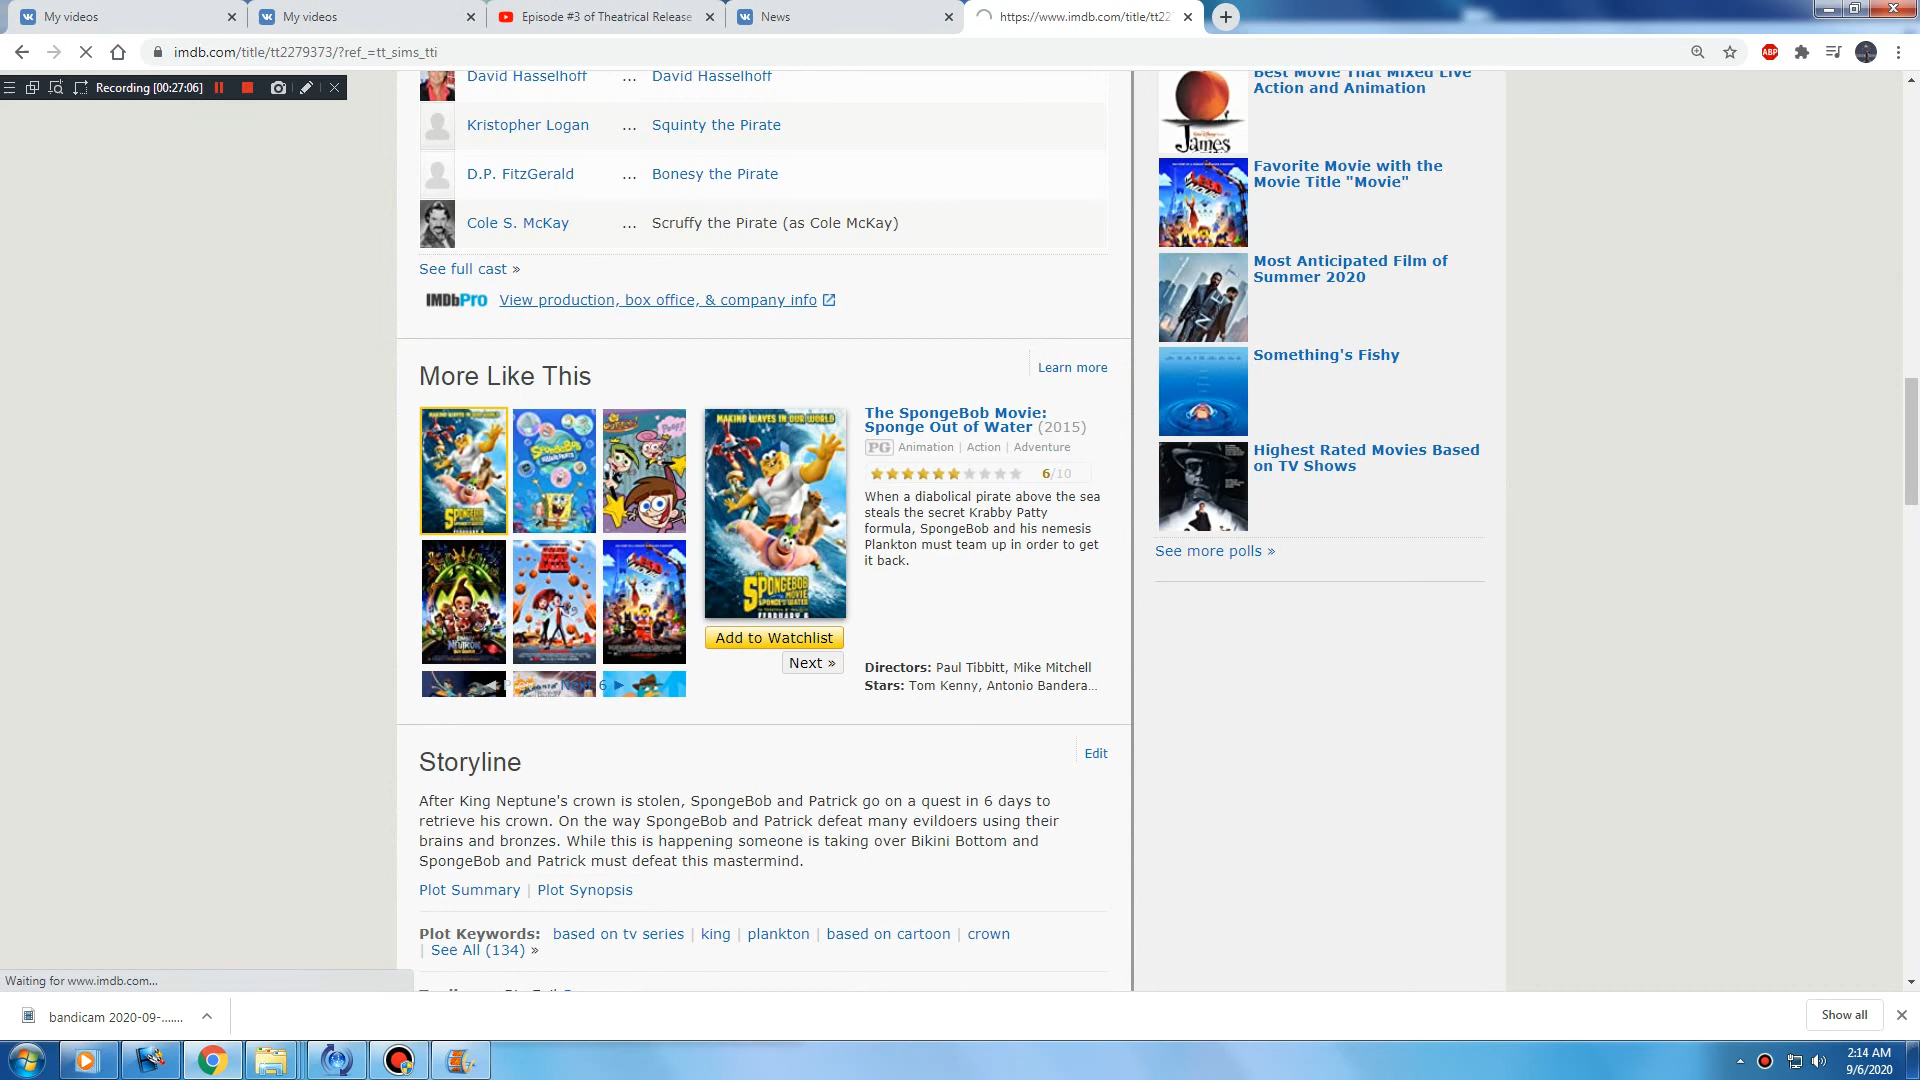 My videos
My videos
Episode #3 of Theatrical Release
News
https://www.imdb.com/title/tt22
imdb.com/title/tt2279373/?ref_=tt_sims_tti
ABP
Recording [00:27:06]
David Hasselhoff ... David Hasselhoff
Kristopher Logan ... Squinty the Pirate
D.P. FitzGerald ... Bonesy the Pirate
Cole S. McKay ... Scruffy the Pirate (as Cole McKay)
See full cast »
IMDbPro View production, box office, & company info
More Like This
Learn more
MAKING WAVES IN OUR WORLD
The SpongeBob Movie:
Sponge Out of Water (2015)
PG Animation | Action | Adventure
6/10
When a diabolical pirate above the sea
steals the secret Krabby Patty
formula, SpongeBob and his nemesis
Plankton must team up in order to get
it back.
Add to Watchlist
Next »
Directors: Paul Tibbitt, Mike Mitchell
Stars: Tom Kenny, Antonio Bandera...
Storyline
Edit
After King Neptune's crown is stolen, SpongeBob and Patrick go on a quest in 6 days to
retrieve his crown. On the way SpongeBob and Patrick defeat many evildoers using their
brains and bronzes. While this is happening someone is taking over Bikini Bottom and
SpongeBob and Patrick must defeat this mastermind.
Plot Summary | Plot Synopsis
Plot Keywords: based on tv series | king | plankton | based on cartoon | crown
| See All (134) »
Best Movie That Mixed Live
Action and Animation
James
Favorite Movie with the
Movie Title "Movie"
Most Anticipated Film of
Summer 2020
Something's Fishy
Highest Rated Movies Based
on TV Shows
See more polls »
Waiting for www.imdb.com...
bandicam 2020-09-.......
Show all
2:14 AM
9/6/2020